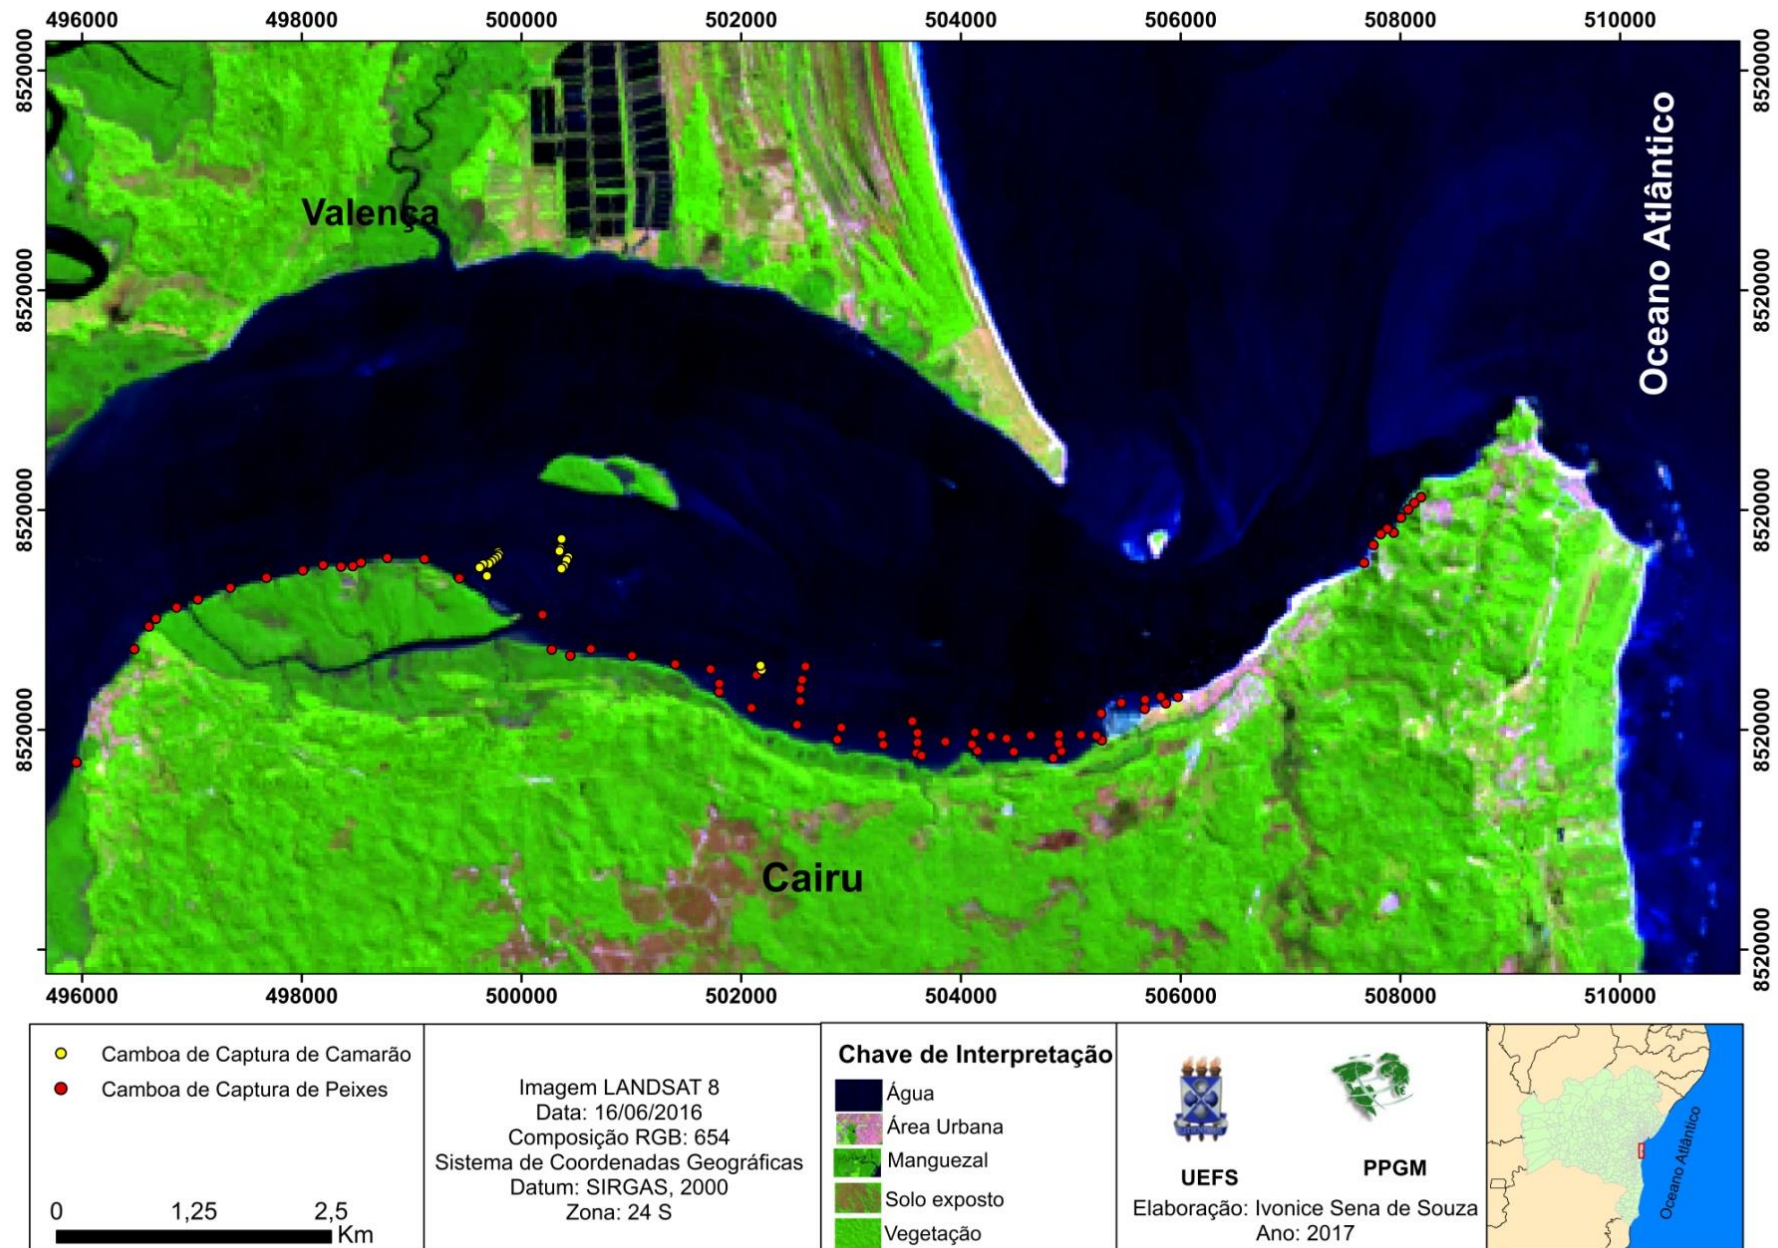 496000 498000 500000 502000 504000 506000 508000 510000
8520000
8520000
8520000
8520000
8520000
8520000
8520000
8520000
8520000
8520000
Valença
Oceano Atlântico
Cairu
496000 498000 500000 502000 504000 506000 508000 510000
Camboa de Captura de Camarão
Camboa de Captura de Peixes
0 1,25 2,5
Km
Imagem LANDSAT 8
Data: 16/06/2016
Composição RGB: 654
Sistema de Coordenadas Geográficas
Datum: SIRGAS, 2000
Zona: 24 S
Chave de Interpretação
Água
Área Urbana
Manguezal
Solo exposto
Vegetação
UEFS
PPGM
Elaboração: Ivonice Sena de Souza
Ano: 2017
Oceano Atlântico